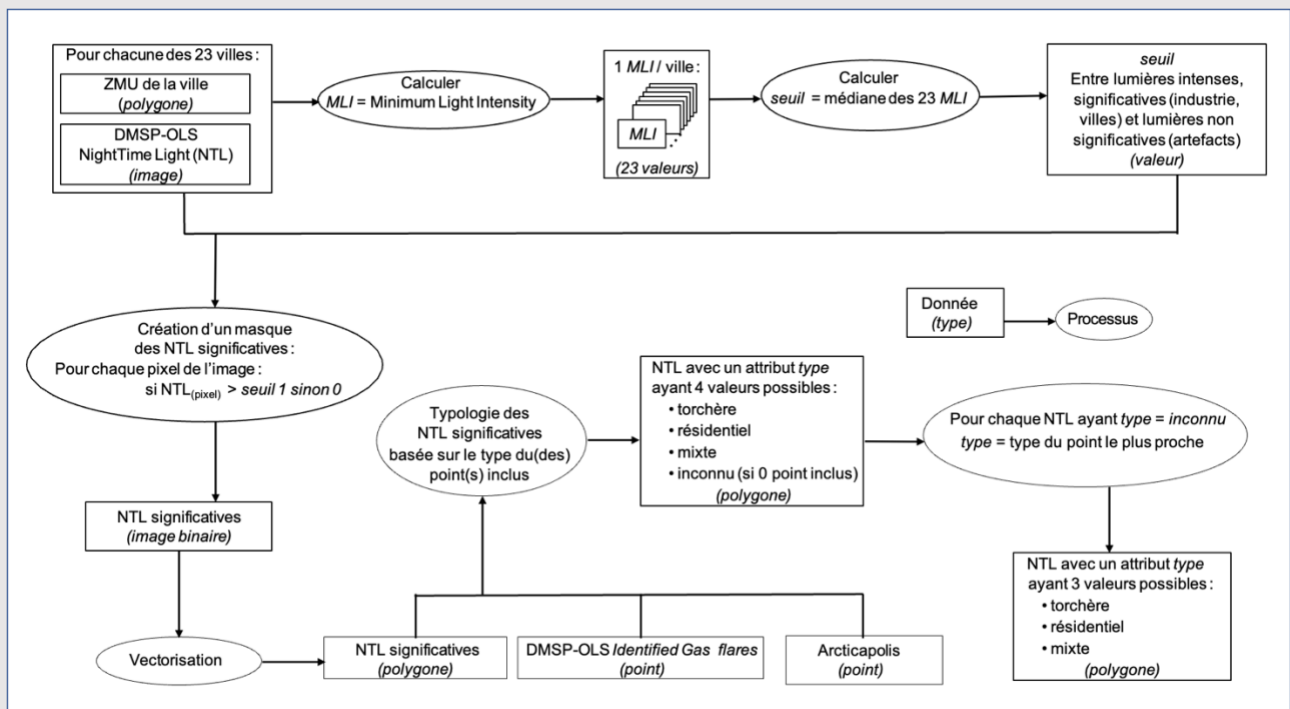 Pour chacune des 23 villes :
ZMU de la ville
(polygone)
DMSP-OLS
NightTime Light (NTL)
(image)
Calculer
MLI = Minimum Light Intensity
1 MLI / ville :
MLI
(23 valeurs)
Calculer
seuil = médiane des 23 MLI
seuil
Entre lumières intenses,
significatives (industrie,
villes) et lumières non
significatives (artefacts)
(valeur)
Création d’un masque
des NTL significatives :
Pour chaque pixel de l’image :
si NTL(pixel) > seuil 1 sinon 0
Donnée
(type)
Processus
Typologie des
NTL significatives
basée sur le type du(des)
point(s) inclus
NTL avec un attribut type
ayant 4 valeurs possibles :
• torchère
• résidentiel
• mixte
• inconnu (si 0 point inclus)
(polygone)
Pour chaque NTL ayant type = inconnu
type = type du point le plus proche
NTL significatives
(image binaire)
NTL avec un attribut type
ayant 3 valeurs possibles :
• torchère
• résidentiel
• mixte
(polygone)
Vectorisation
NTL significatives
(polygone)
DMSP-OLS Identified Gas flares
(point)
Arcticapolis
(point)